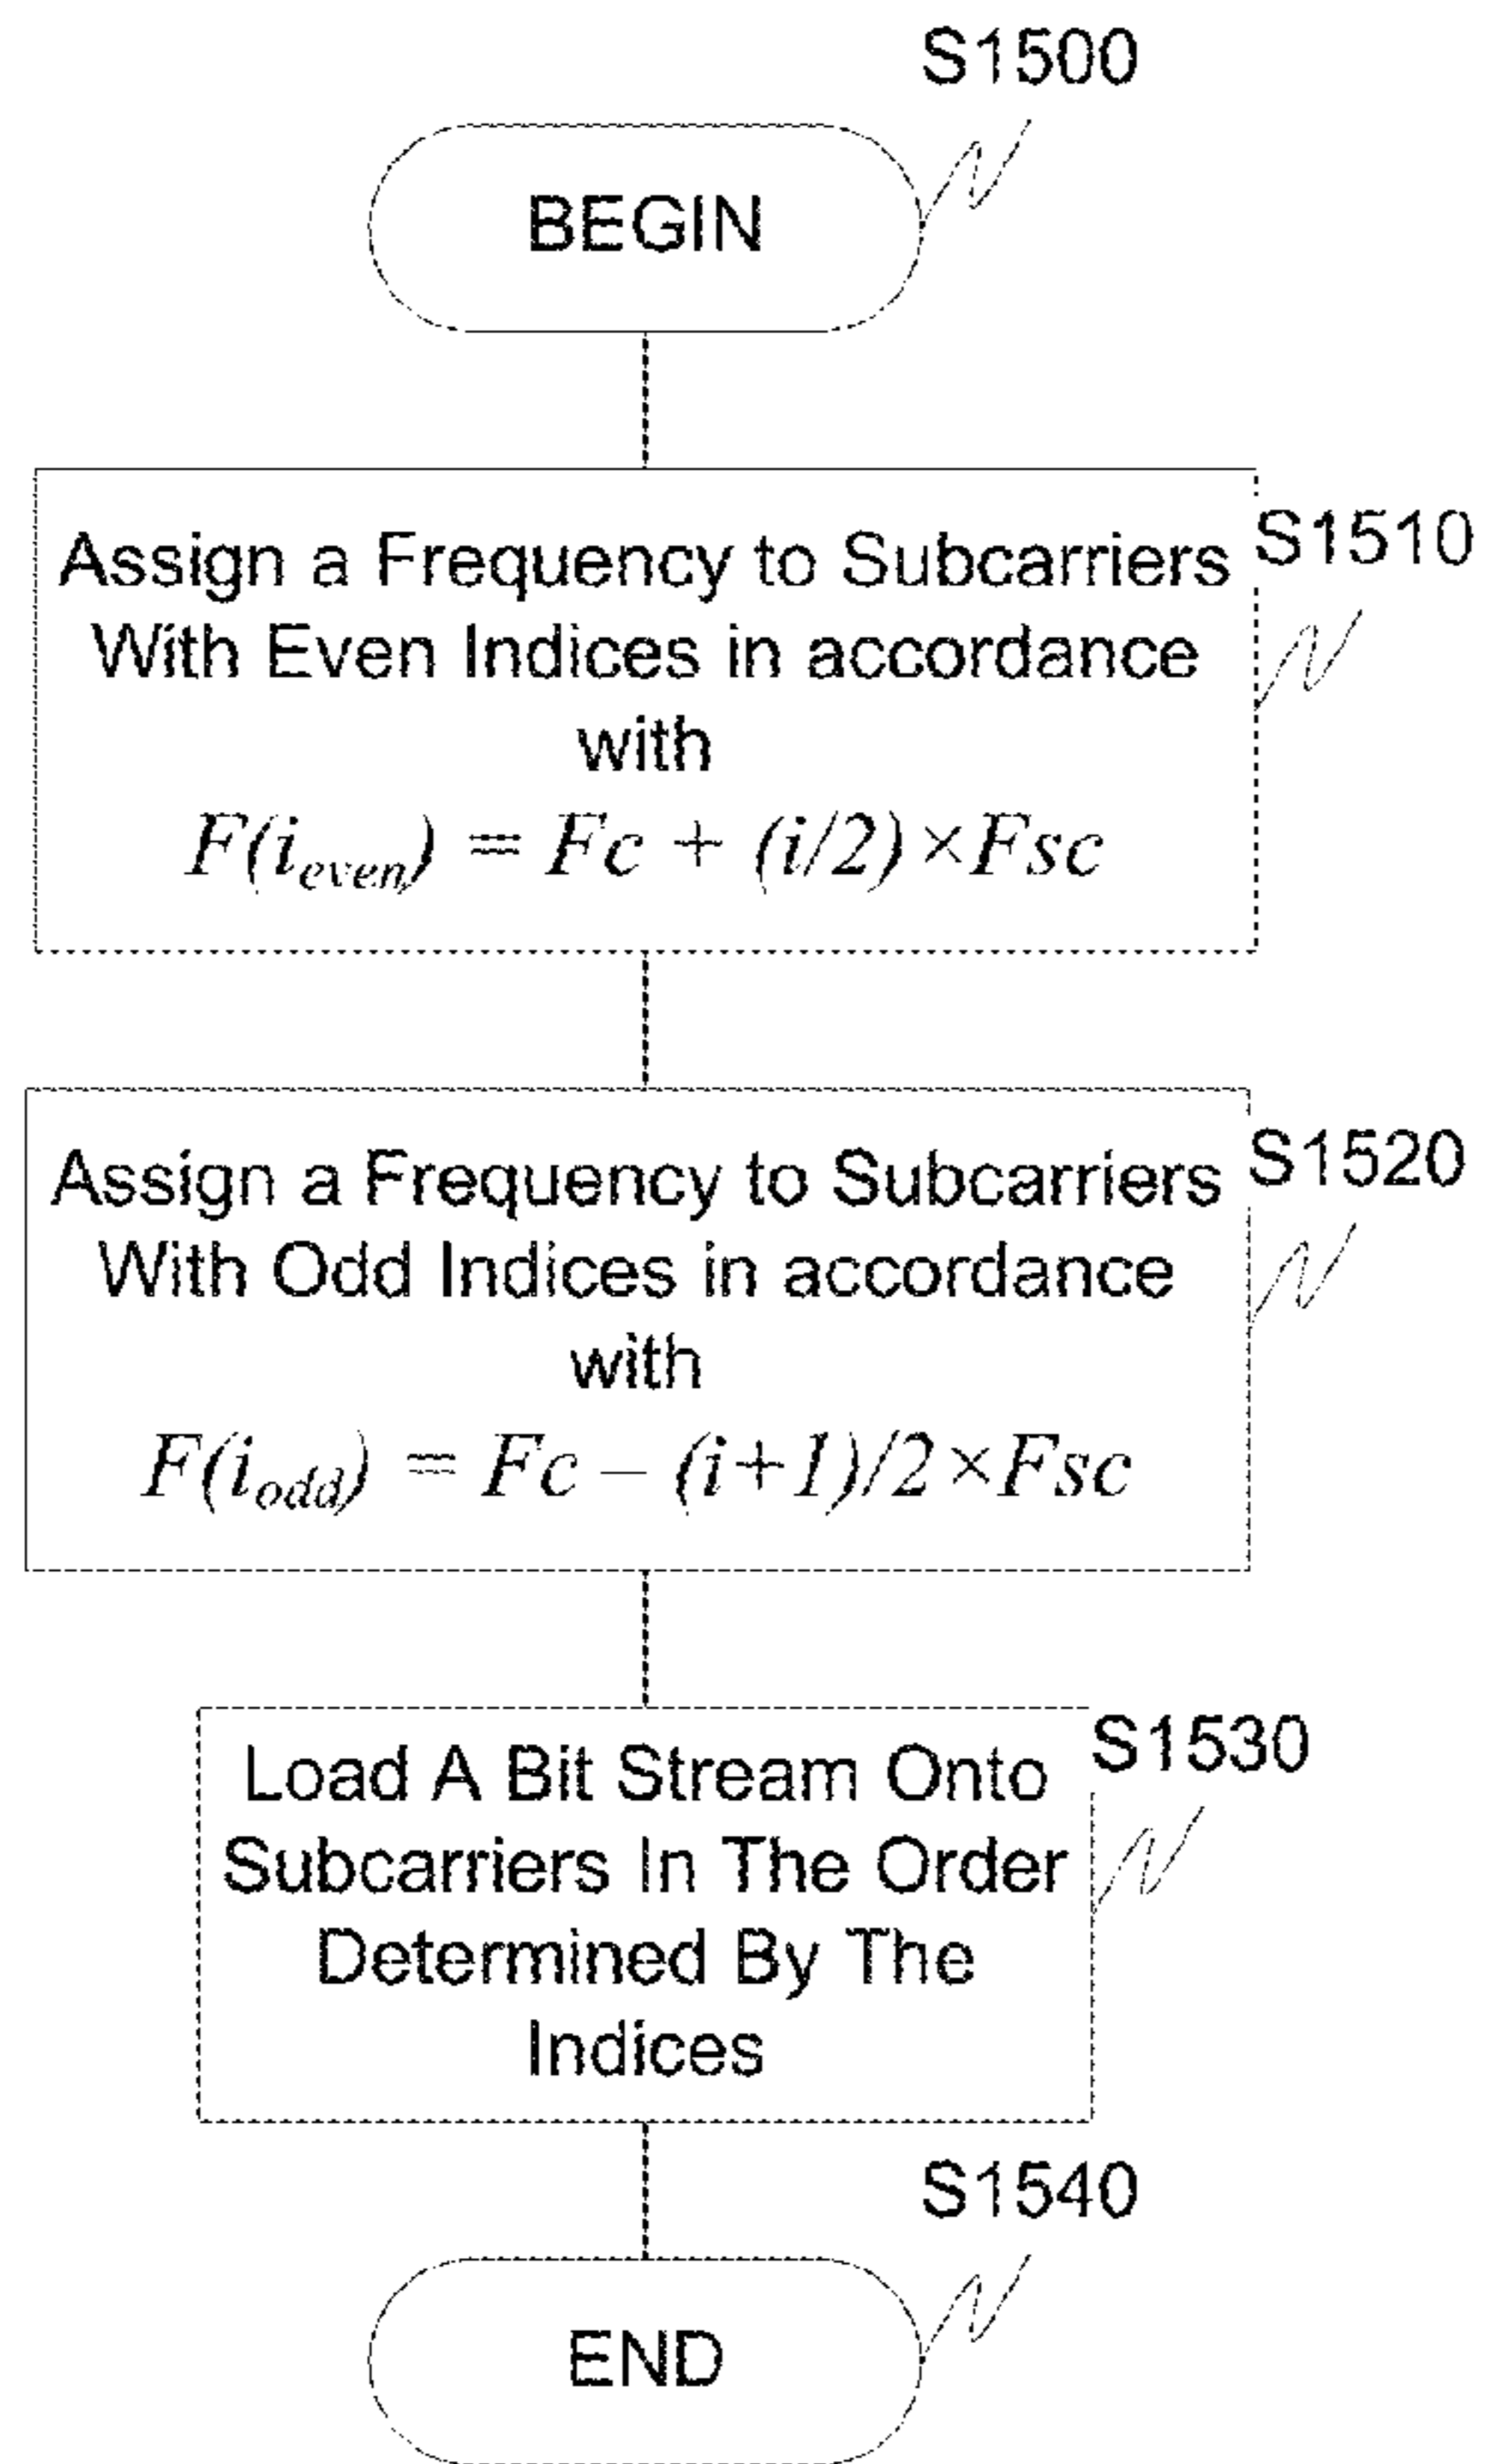 S1500
BEGIN
S1510
Assign a Frequency to Subcarriers
With Even Indices in accordance
with
F(i_even) = Fc + (i/2)×Fsc
S1520
Assign a Frequency to Subcarriers
With Odd Indices in accordance
with
F(i_odd) = Fc – (i+1)/2×Fsc
S1530
Load A Bit Stream Onto
Subcarriers In The Order
Determined By The
Indices
S1540
END